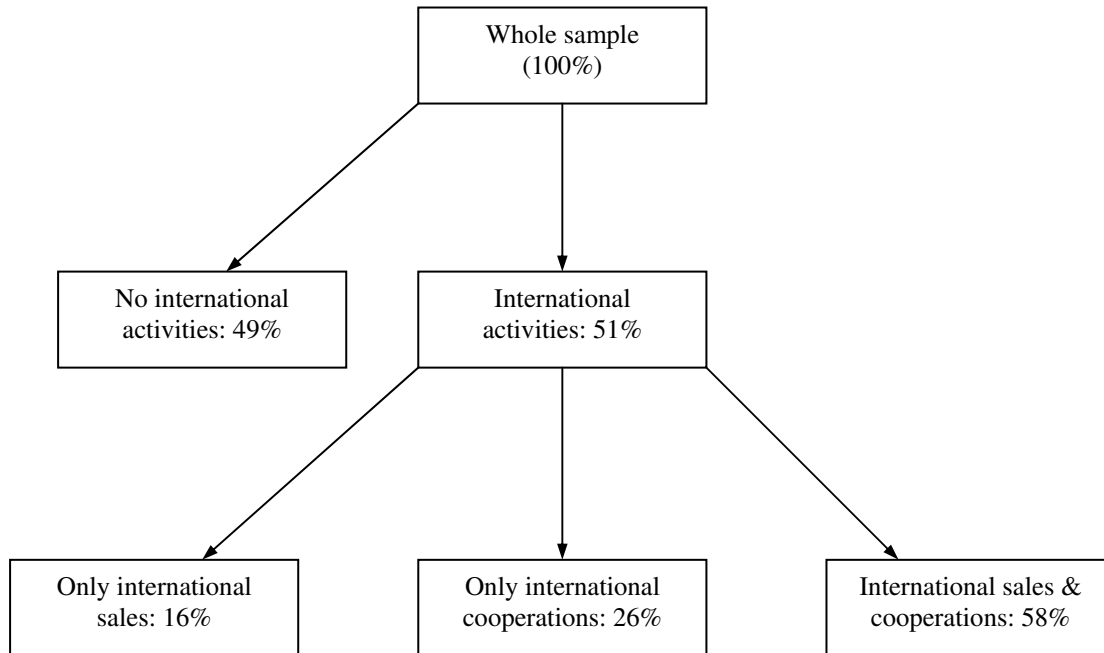 Whole sample
(100%)
No international
activities: 49%
International
activities: 51%
Only international
sales: 16%
Only international
cooperations: 26%
International sales &
cooperations: 58%